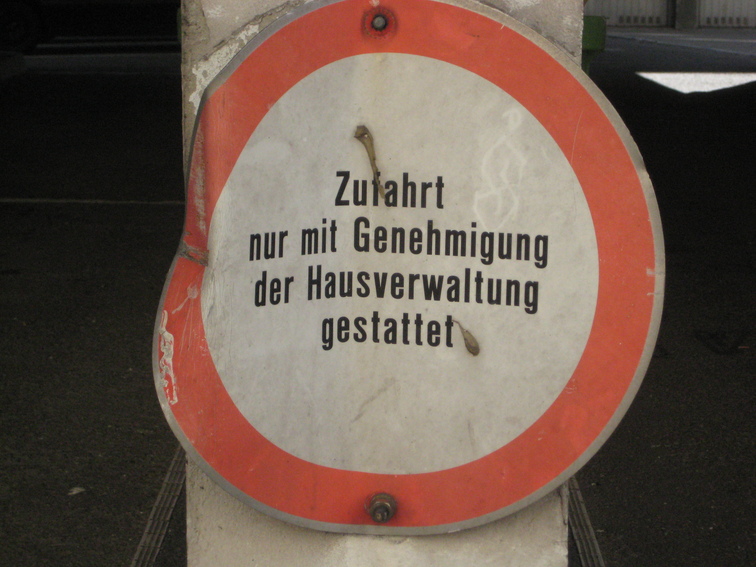 Zufahrt
nur mit Genehmigung
der Hausverwaltung
gestattet